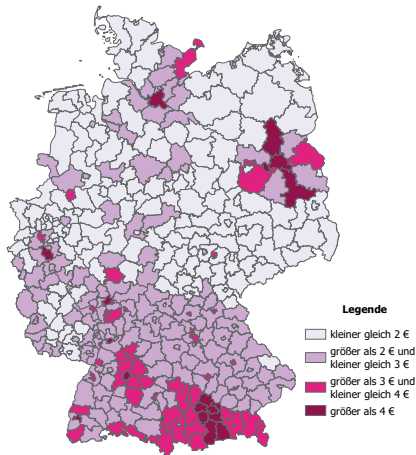 Legende
kleiner gleich 2 €
größer als 2 € und
kleiner gleich 3 €
größer als 3 € und
kleiner gleich 4 €
größer als 4 €